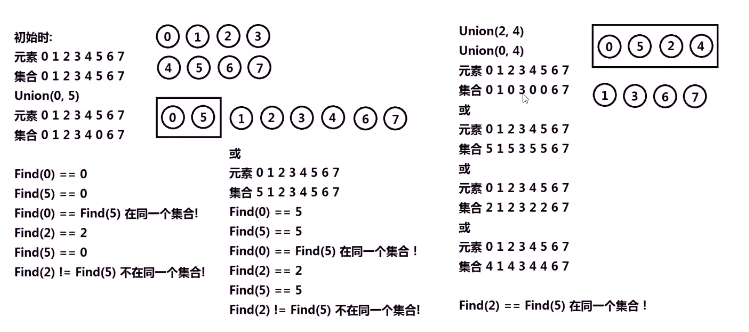 初始时:
元素 0 1 2 3 4 5 6 7
集合 0 1 2 3 4 5 6 7
Union(0, 5)
元素 0 1 2 3 4 5 6 7
集合 0 1 2 3 4 0 6 7
Find(0) == 0
Find(5) == 0
Find(0) == Find(5) 在同一个集合!
Find(2) == 2
Find(5) == 0
Find(2) != Find(5) 不在同一个集合!
0 1 2 3
4 5 6 7
0 5 1 2 3 4 6 7
或
元素 0 1 2 3 4 5 6 7
集合 5 1 2 3 4 5 6 7
Find(0) == 5
Find(5) == 5
Find(0) == Find(5) 在同一个集合！
Find(2) == 2
Find(5) == 5
Find(2) != Find(5) 不在同一个集合!
Union(2, 4)
Union(0, 4)
元素 0 1 2 3 4 5 6 7
集合 0 1 0 3 0 0 6 7
或
元素 0 1 2 3 4 5 6 7
集合 5 1 5 3 5 5 6 7
或
元素 0 1 2 3 4 5 6 7
集合 2 1 2 3 2 2 6 7
或
元素 0 1 2 3 4 5 6 7
集合 4 1 4 3 4 4 6 7
Find(2) == Find(5) 在同一个集合！
0 5 2 4
1 3 6 7